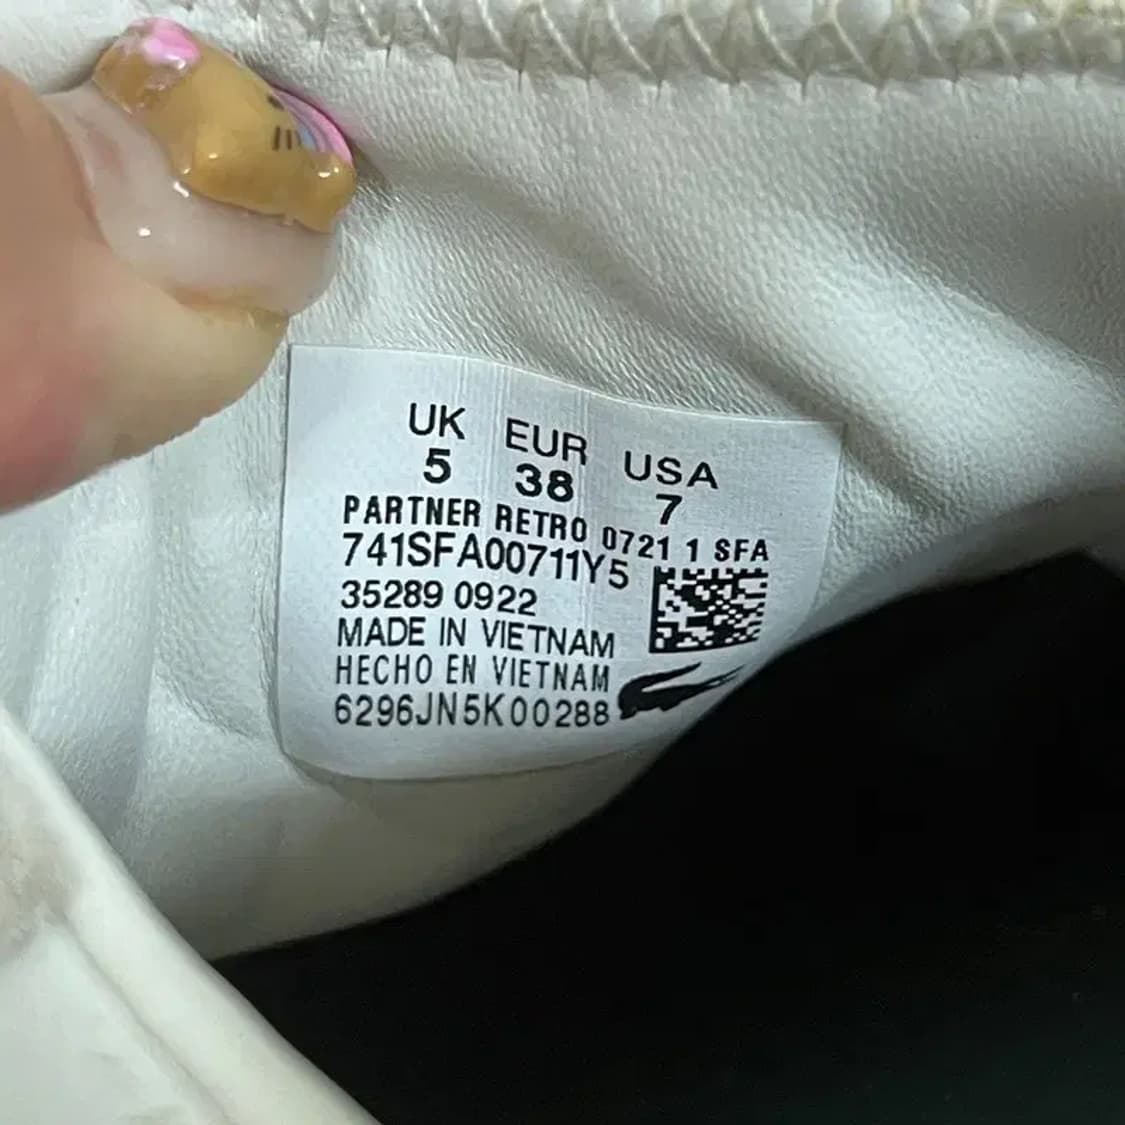 UK EUR USA
5 38 7
PARTNER RETRO 0721 1 SFA
741SFA00711Y5
35289 0922
MADE IN VIETNAM
HECHO EN VIETNAM
6296JN5K00288